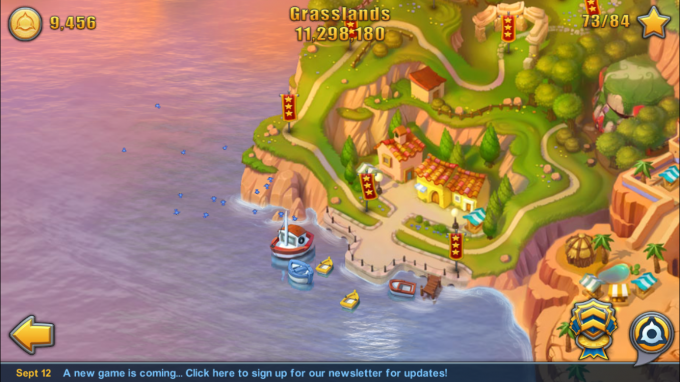 9,456
Grasslands
11,298,180
73/84
Sept 12 A new game is coming... Click here to sign up for our newsletter for updates!